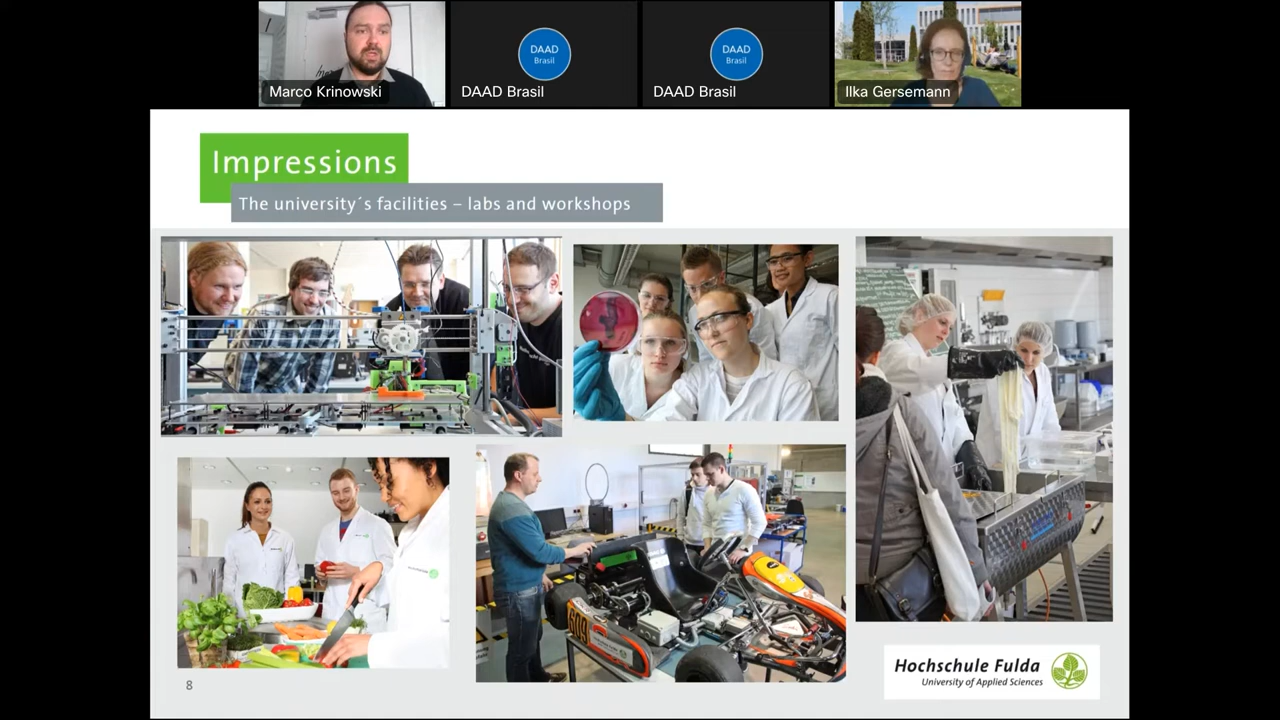 DAAD
Brasil
DAAD
Brasil
Marco Krinowski
DAAD Brasil
DAAD Brasil
Ilka Gersemann
Impressions
The university´s facilities – labs and workshops
609
8
Hochschule Fulda
University of Applied Sciences